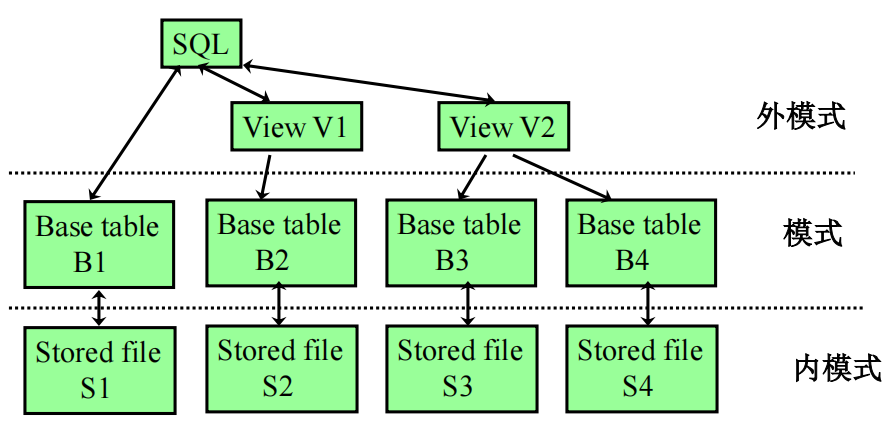 SQL
View V1
View V2
外模式
Base table
B1
Base table
B2
Base table
B3
Base table
B4
模式
Stored file
S1
Stored file
S2
Stored file
S3
Stored file
S4
内模式